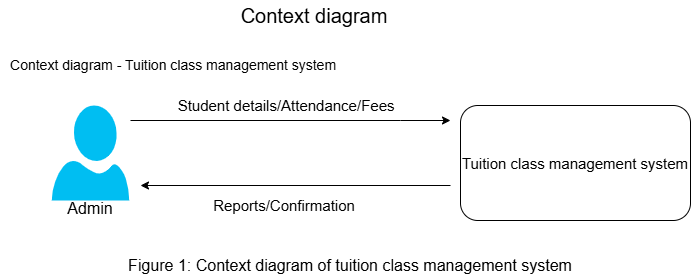 Context diagram
Context diagram - Tuition class management system
Student details/Attendance/Fees
Tuition class management system
Admin
Reports/Confirmation
Figure 1: Context diagram of tuition class management system